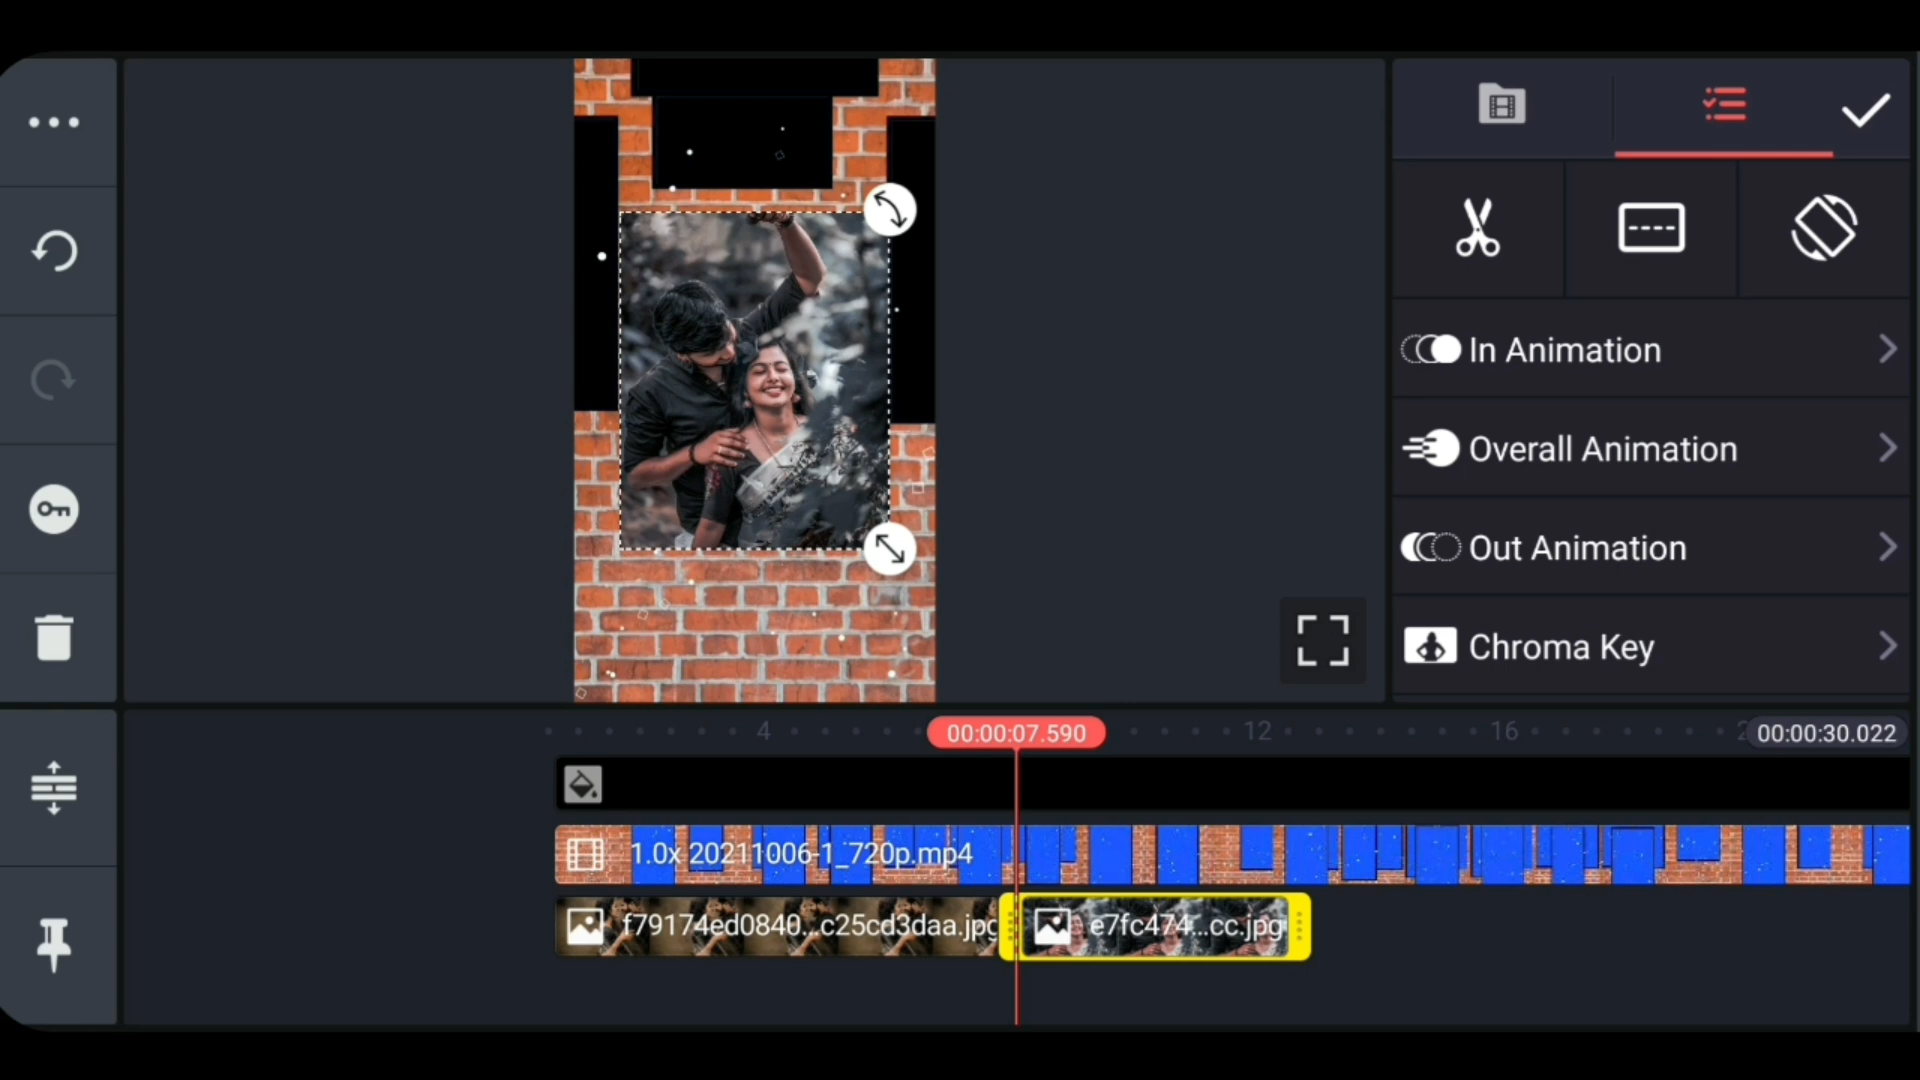 In Animation
Overall Animation
Out Animation
Chroma Key
4
00:00:07.590
12
16
2
00:00:30.022
1.0x 20211006-1_720p.mp4
f79174ed0840...c25cd3daa.jpg
e7fc474...cc.jpg